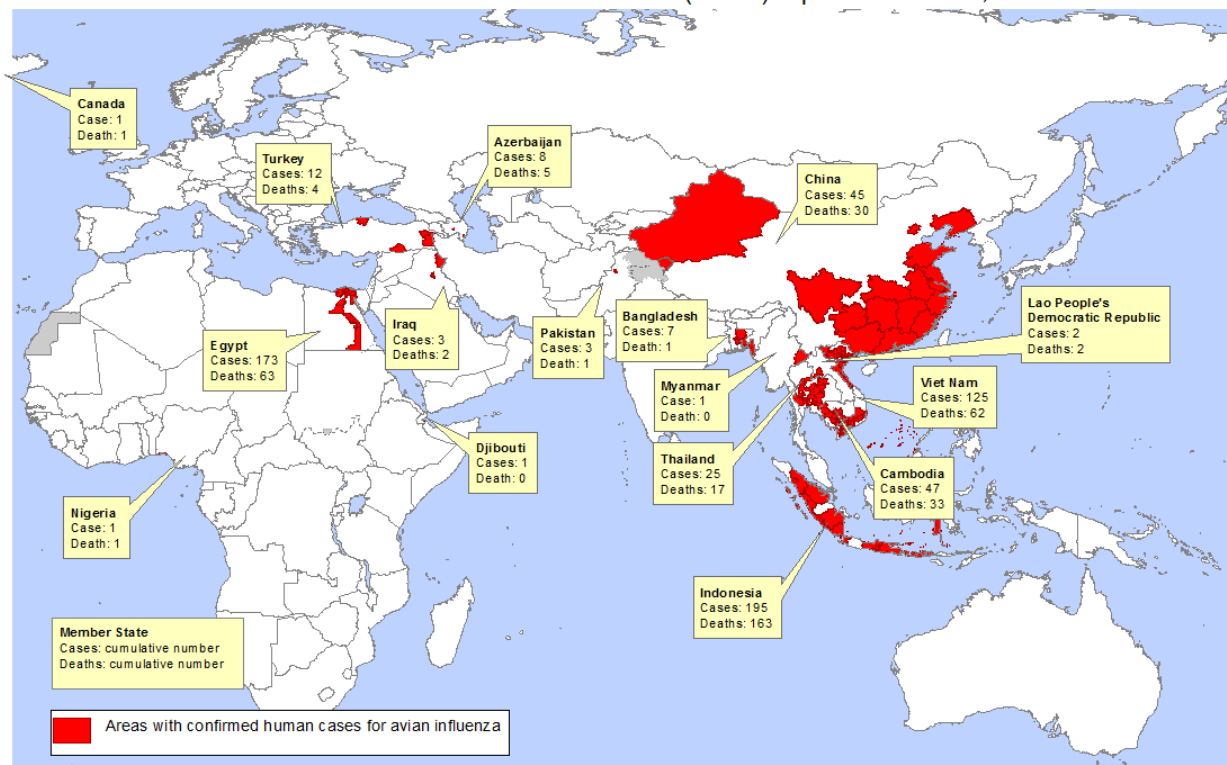 Canada
Case: 1
Death: 1
Azerbaijan
Cases: 8
Deaths: 5
Turkey
Cases: 12
Deaths: 4
China
Cases: 45
Deaths: 30
Lao People's
Democratic Republic
Cases: 2
Deaths: 2
Bangladesh
Cases: 7
Death: 1
Iraq
Cases: 3
Deaths: 2
Pakistan
Cases: 3
Death: 1
Egypt
Cases: 173
Deaths: 63
Myanmar
Case: 1
Death: 0
Viet Nam
Cases: 125
Deaths: 62
Djibouti
Cases: 1
Death: 0
Thailand
Cases: 25
Deaths: 17
Cambodia
Cases: 47
Deaths: 33
Nigeria
Case: 1
Death: 1
Indonesia
Cases: 195
Deaths: 163
Member State
Cases: cumulative number
Deaths: cumulative number
Areas with confirmed human cases for avian influenza